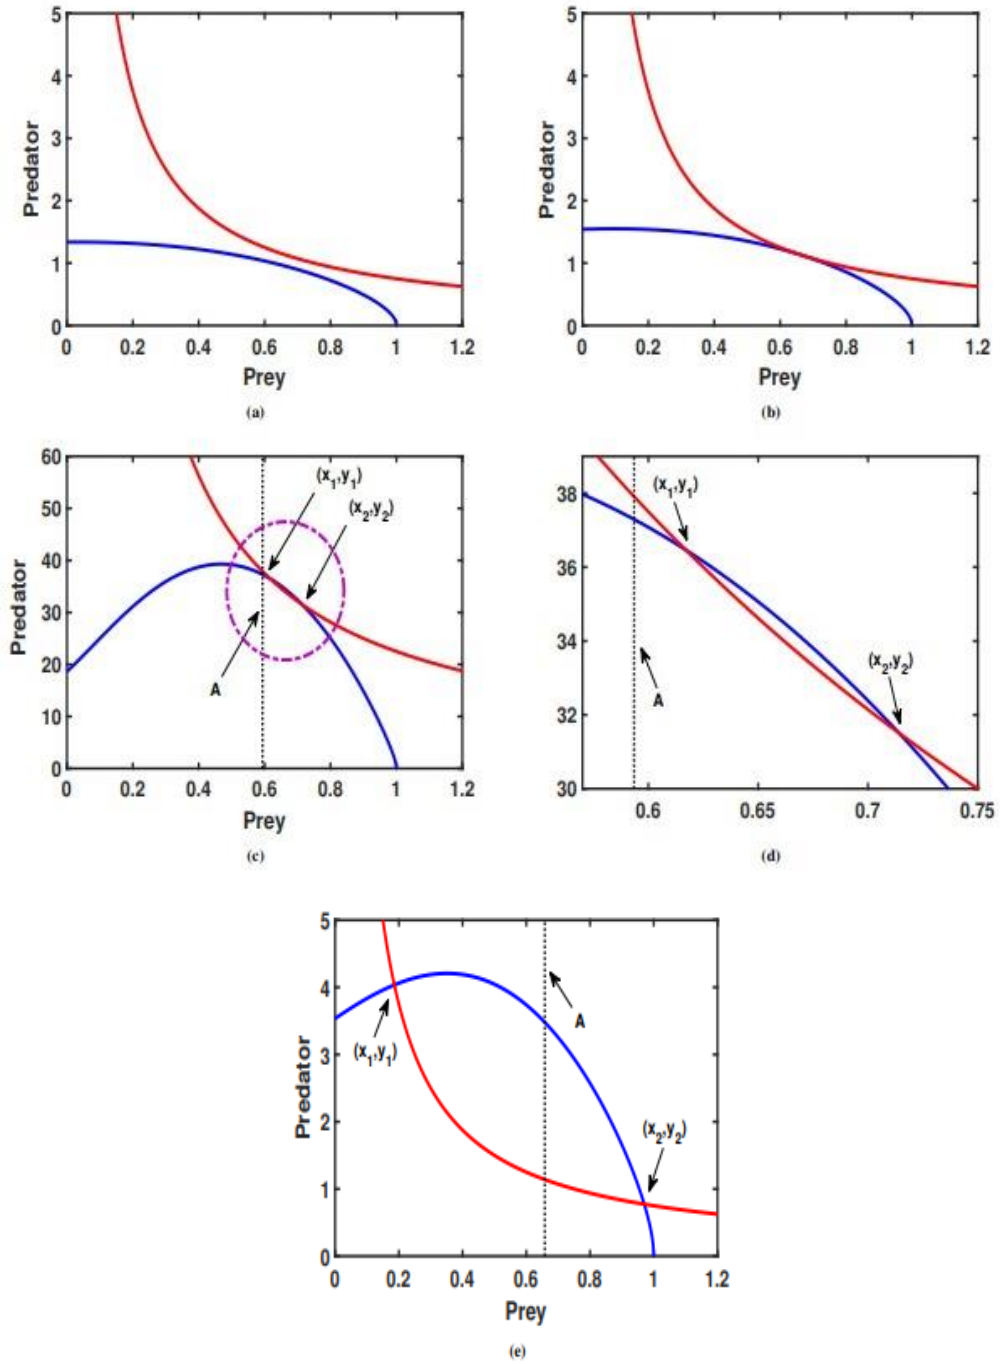 5
4
3
2
1
0
Predator
0 0.2 0.4 0.6 0.8 1 1.2
Prey
(a)
5
4
3
2
1
0
Predator
0 0.2 0.4 0.6 0.8 1 1.2
Prey
(b)
60
50
40
30
20
10
0
Predator
(x1,y1)
(x2,y2)
A
0 0.2 0.4 0.6 0.8 1 1.2
Prey
(c)
38
36
34
32
30
(x1,y1)
(x2,y2)
A
0.6 0.65 0.7 0.75
(d)
5
4
3
2
1
0
Predator
A
(x1,y1)
(x2,y2)
0 0.2 0.4 0.6 0.8 1 1.2
Prey
(e)